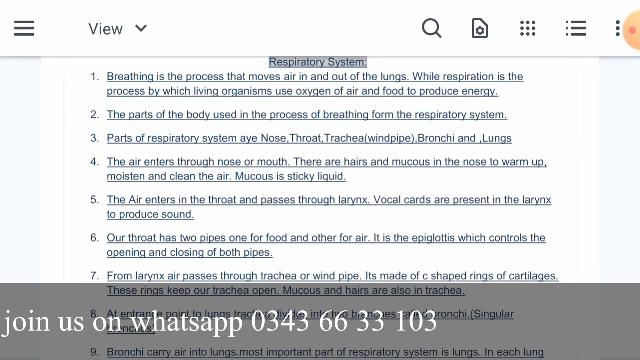 View
Respiratory System:
1. Breathing is the process that moves air in and out of the lungs. While respiration is the
process by which living organisms use oxygen of air and food to produce energy.
2. The parts of the body used in the process of breathing form the respiratory system.
3. Parts of respiratory system aye Nose,Throat,Trachea(windpipe),Bronchi and ,Lungs
4. The air enters through nose or mouth. There are hairs and mucous in the nose to warm up,
moisten and clean the air. Mucous is sticky liquid.
5. The Air enters in the throat and passes through larynx. Vocal cards are present in the larynx
to produce sound.
6. Our throat has two pipes one for food and other for air. It is the epiglottis which controls the
opening and closing of both pipes.
7. From larynx air passes through trachea or wind pipe. Its made of c shaped rings of cartilages.
These rings keep our trachea open. Mucous and hairs are also in trachea.
8. At entrance point to lungs trachea divides into two branches called bronchi.(Singular
join us on whatsapp 0345 66 33 103
bronchus)
9. Bronchi carry air into lungs.most important part of respiratory system is lungs. In each lung